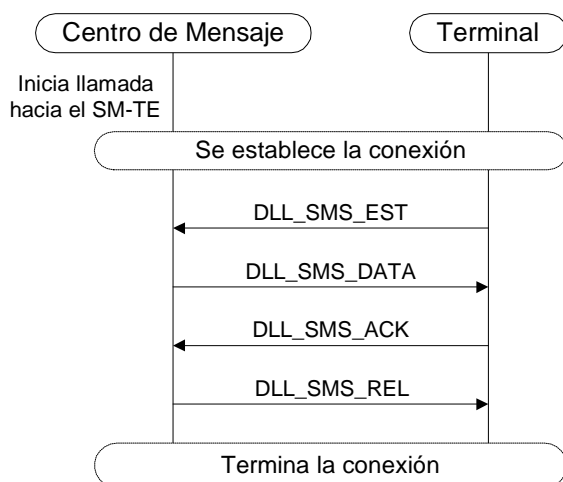 Centro de Mensaje
Terminal
Inicia llamada
hacia el SM-TE
Se establece la conexión
DLL_SMS_EST
DLL_SMS_DATA
DLL_SMS_ACK
DLL_SMS_REL
Termina la conexión